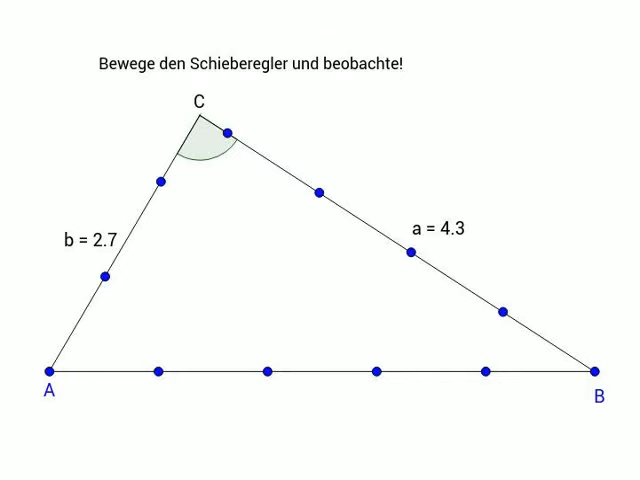 Bewege den Schieberegler und beobachte!
C
a = 4.3
b = 2.7
A
B